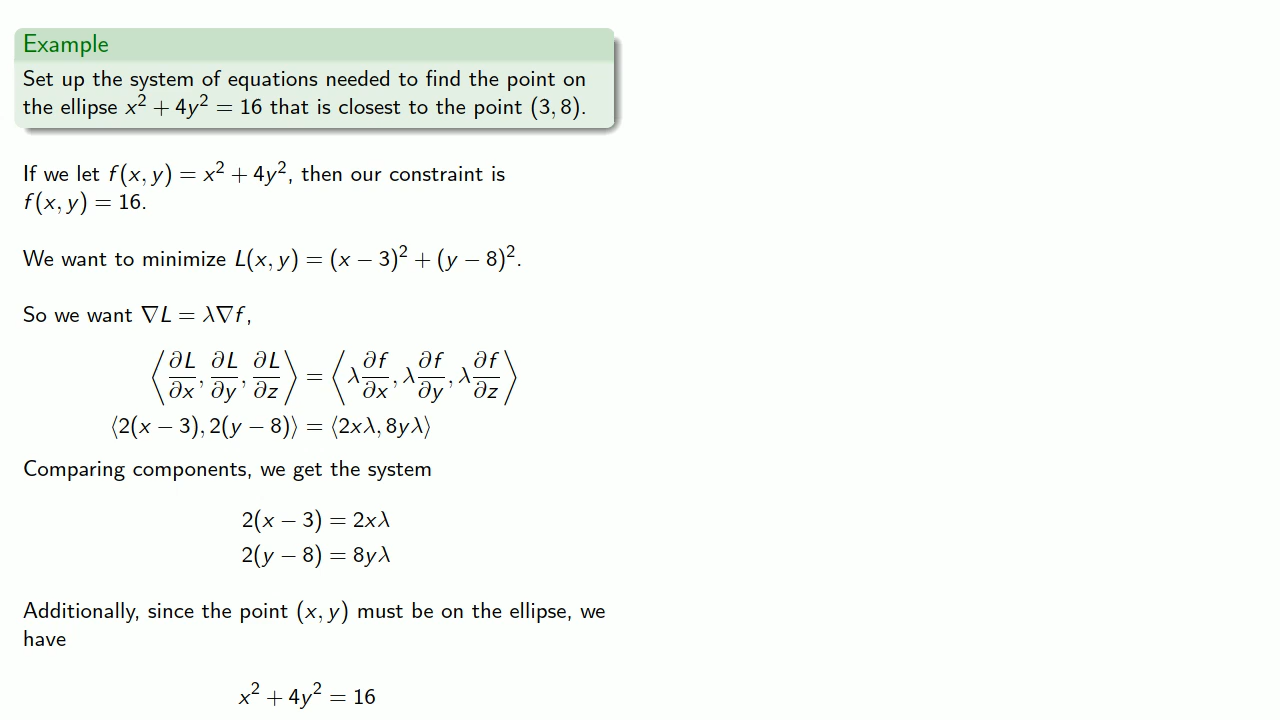 Example
Set up the system of equations needed to find the point on
the ellipse x² + 4y² = 16 that is closest to the point (3, 8).
If we let f(x, y) = x² + 4y², then our constraint is
f(x, y) = 16.
We want to minimize L(x, y) = (x − 3)² + (y − 8)².
So we want ∇L = λ∇f,
⟨∂L/∂x, ∂L/∂y, ∂L/∂z⟩ = ⟨λ ∂f/∂x, λ ∂f/∂y, λ ∂f/∂z⟩
⟨2(x − 3), 2(y − 8)⟩ = ⟨2xλ, 8yλ⟩
Comparing components, we get the system
2(x − 3) = 2xλ
2(y − 8) = 8yλ
Additionally, since the point (x, y) must be on the ellipse, we
have
x² + 4y² = 16